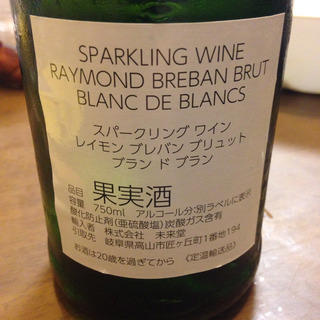 SPARKLING WINE
RAYMOND BREBAN BRUT
BLANC DE BLANCS
スパークリング ワイン
レイモン ブレバン ブリュット
ブラン ド ブラン
品目 果実酒
容量 750ml アルコール分:別ラベルに表示
酸化防止剤(亜硫酸塩)炭酸ガス含有
輸入者 株式会社 未来堂
引取先 岐阜県高山市匠ヶ丘町1番地194
お酒は20歳を過ぎてから 《定温輸送品》